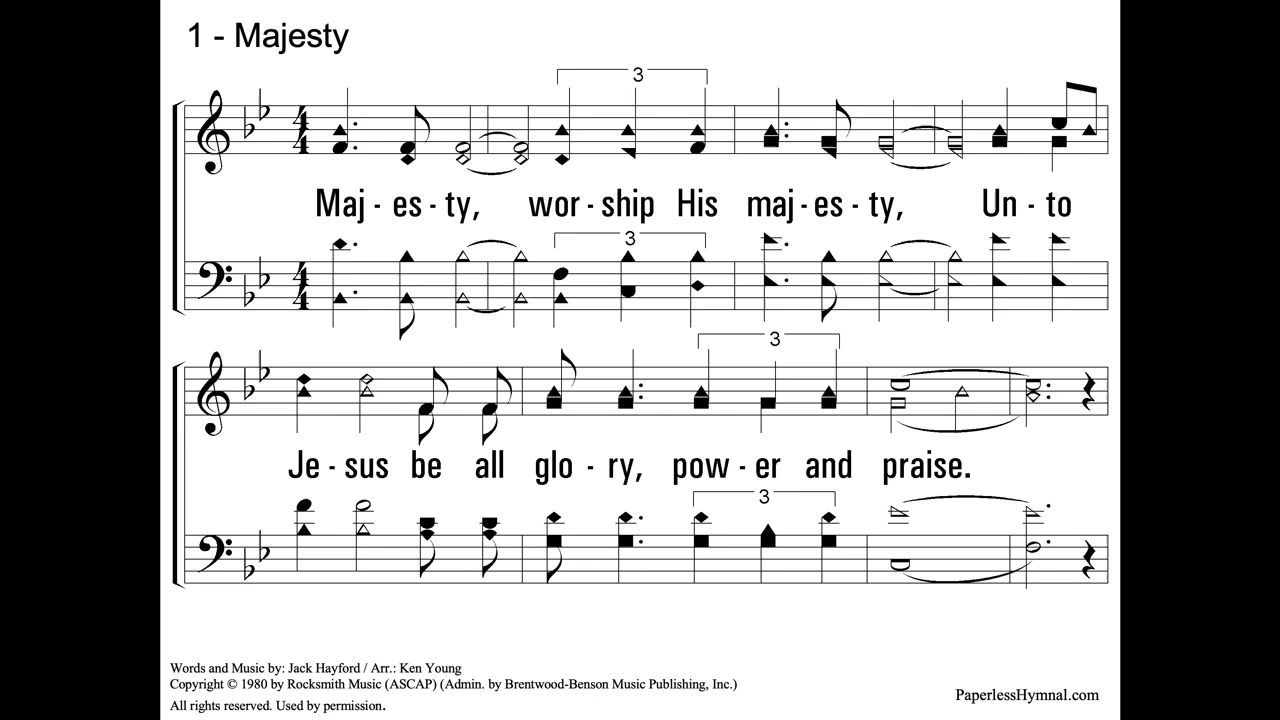 1 - Majesty
3
Maj - es - ty, wor - ship His maj - es - ty, Un - to
3
3
Je - sus be all glo - ry, pow - er and praise.
3
Words and Music by: Jack Hayford / Arr.: Ken Young
Copyright © 1980 by Rocksmith Music (ASCAP) (Admin. by Brentwood-Benson Music Publishing, Inc.)
All rights reserved. Used by permission.
PaperlessHymnal.com